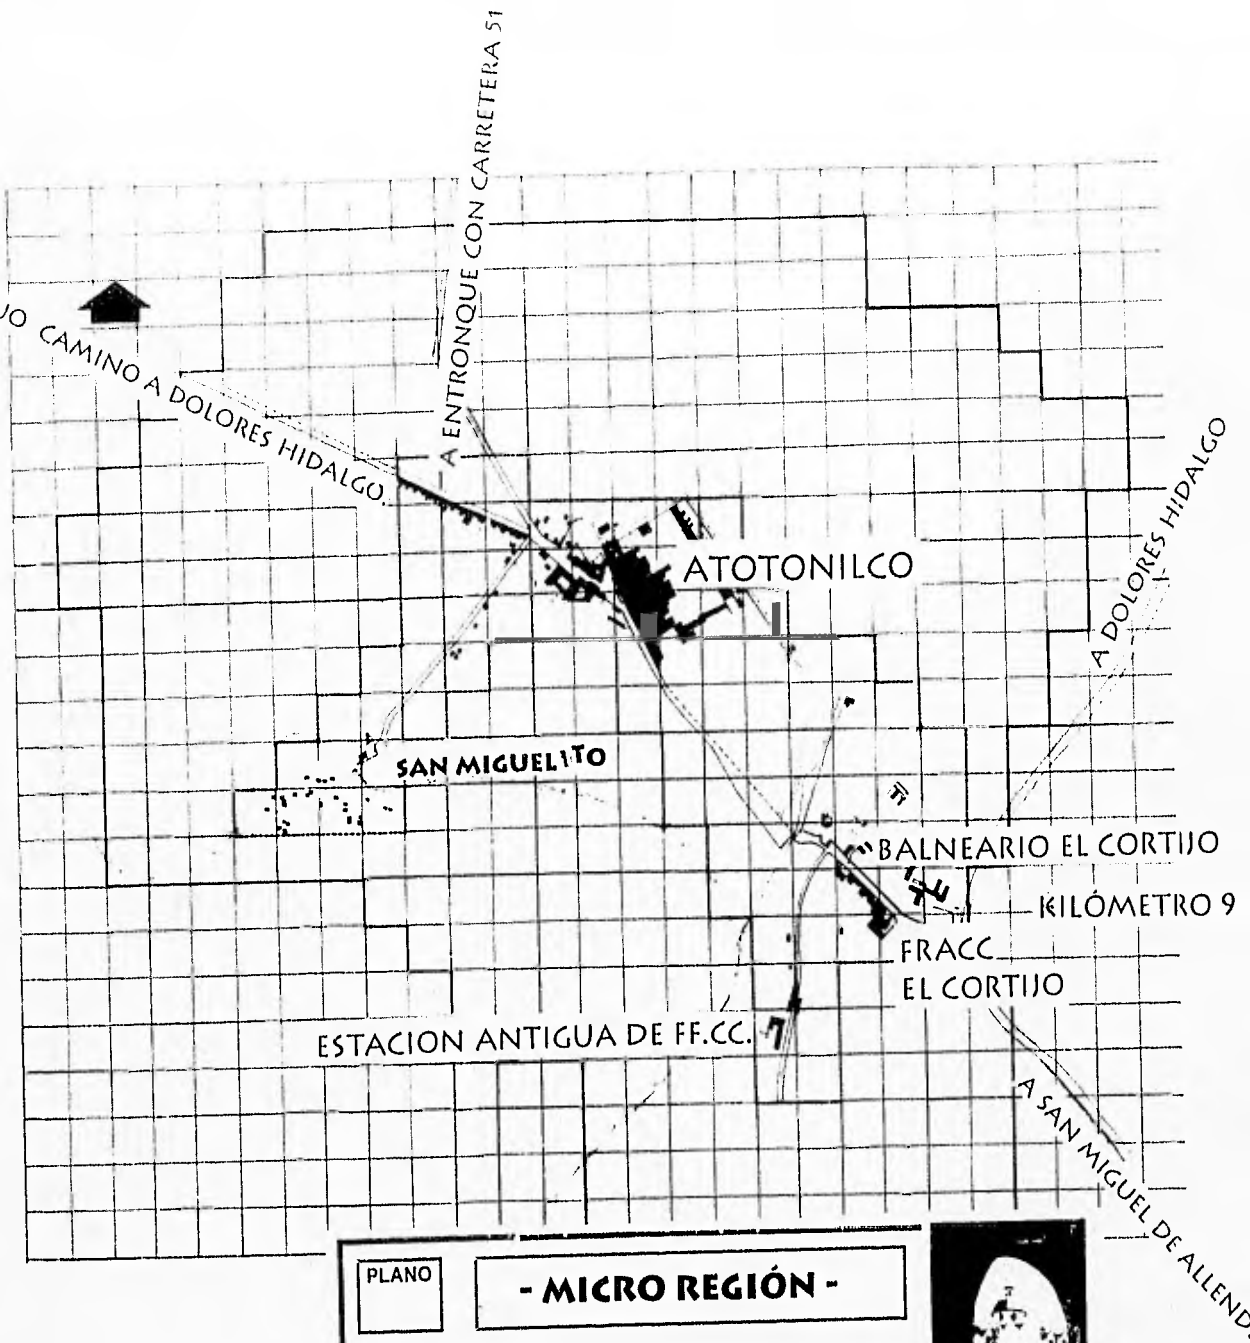 A ENTRONQUE CON CARRETERA 51
CAMINO A DOLORES HIDALGO
ATOTONILCO
A DOLORES HIDALGO
SAN MIGUELITO
BALNEARIO EL CORTIJO
KILÓMETRO 9
FRACC
EL CORTIJO
ESTACION ANTIGUA DE FF.CC.
A SAN MIGUEL DE ALLEND
PLANO
- MICRO REGIÓN -